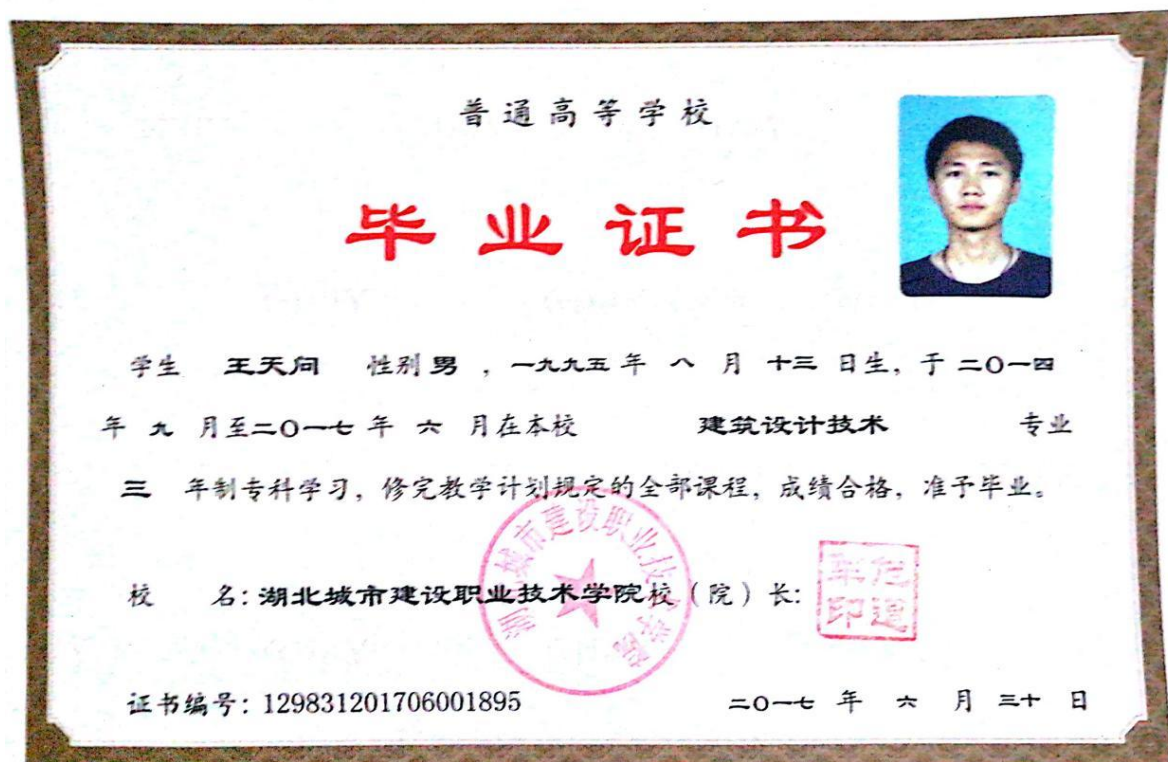 普通高等学校
毕业证书
学生 王天问 性别 男 ，一九九五 年 八 月 十三 日生，于 二〇一四
年 九 月至 二〇一七 年 六 月在本校 建筑设计技术 专业
三 年制专科学习，修完教学计划规定的全部课程，成绩合格，准予毕业。
校 名：湖北城市建设职业技术学院 校（院）长：
证书编号：129831201706001895 二〇一七 年 六 月 三十 日